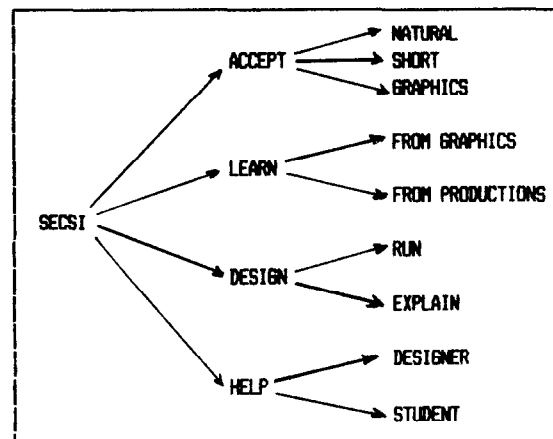 NATURAL
ACCEPT
SHORT
GRAPHICS
FROM GRAPHICS
LEARN
FROM PRODUCTIONS
SECSI
RUN
DESIGN
EXPLAIN
DESIGNER
HELP
STUDENT